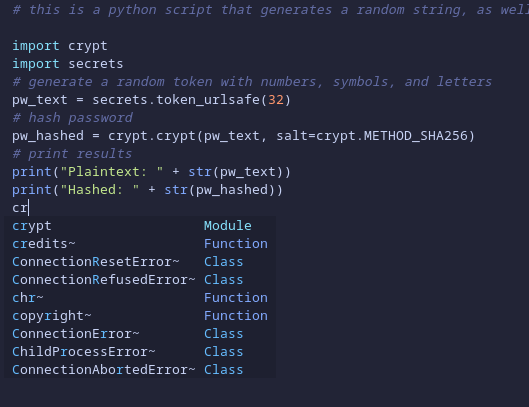 # this is a python script that generates a random string, as well
import crypt
import secrets
# generate a random token with numbers, symbols, and letters
pw_text = secrets.token_urlsafe(32)
# hash password
pw_hashed = crypt.crypt(pw_text, salt=crypt.METHOD_SHA256)
# print results
print("Plaintext: " + str(pw_text))
print("Hashed: " + str(pw_hashed))
cr
crypt Module
credits~ Function
ConnectionResetError~ Class
ConnectionRefusedError~ Class
chr~ Function
copyright~ Function
ConnectionError~ Class
ChildProcessError~ Class
ConnectionAbortedError~ Class